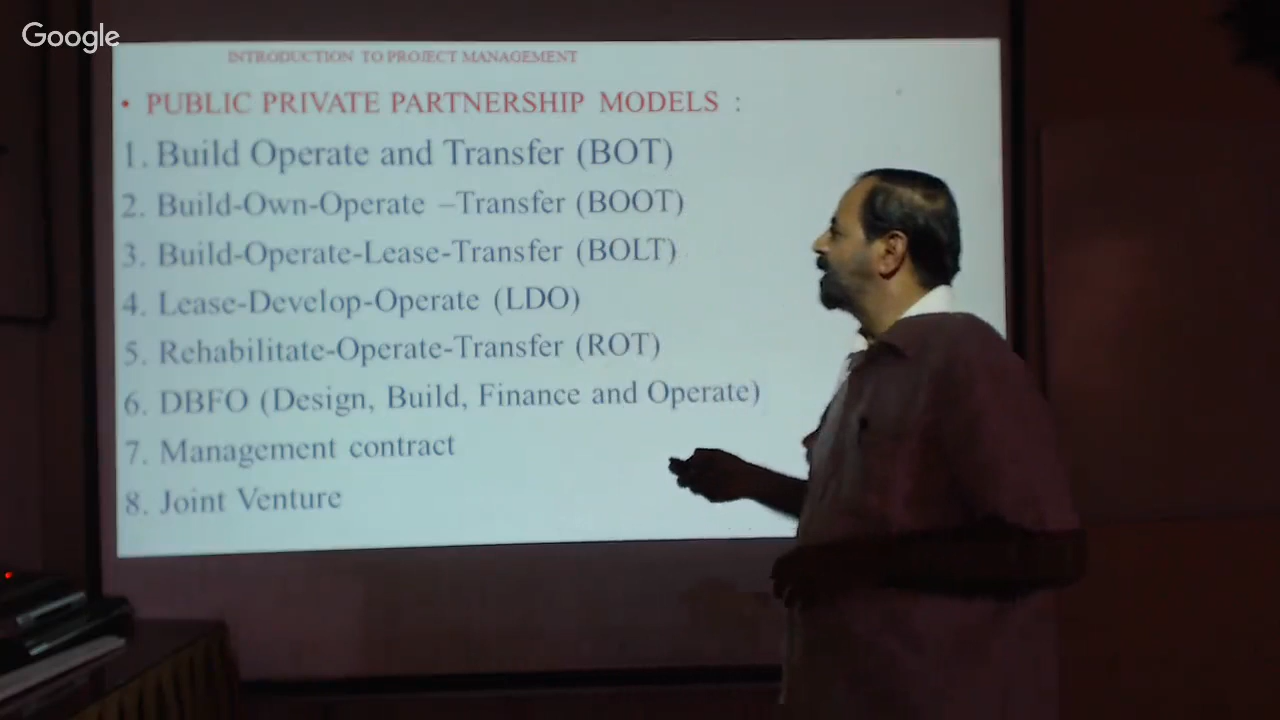 Google
INTRODUCTION TO PROJECT MANAGEMENT
• PUBLIC PRIVATE PARTNERSHIP MODELS :
1. Build Operate and Transfer (BOT)
2. Build-Own-Operate –Transfer (BOOT)
3. Build-Operate-Lease-Transfer (BOLT)
4. Lease-Develop-Operate (LDO)
5. Rehabilitate-Operate-Transfer (ROT)
6. DBFO (Design, Build, Finance and Operate)
7. Management contract
8. Joint Venture